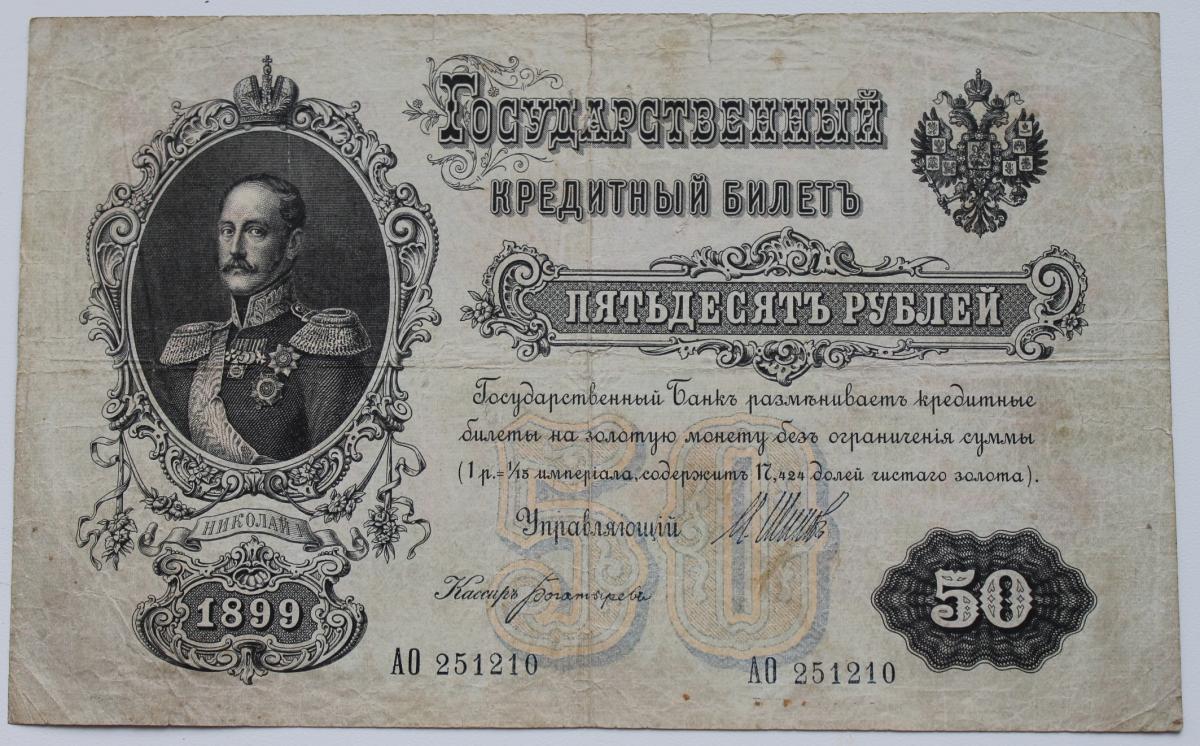 Государственный
кредитный билетъ
ПЯТЬДЕСЯТЪ РУБЛЕЙ
Государственный Банкъ размѣниваетъ кредитные
билеты на золотую монету безъ ограниченія суммы
(1 р.=1/15 имперіала, содержитъ 17,424 долей чистаго золота).
Управляющій
Кассиръ Богатыревъ
НИКОЛАЙ I
1899
50
50
АО 251210
АО 251210